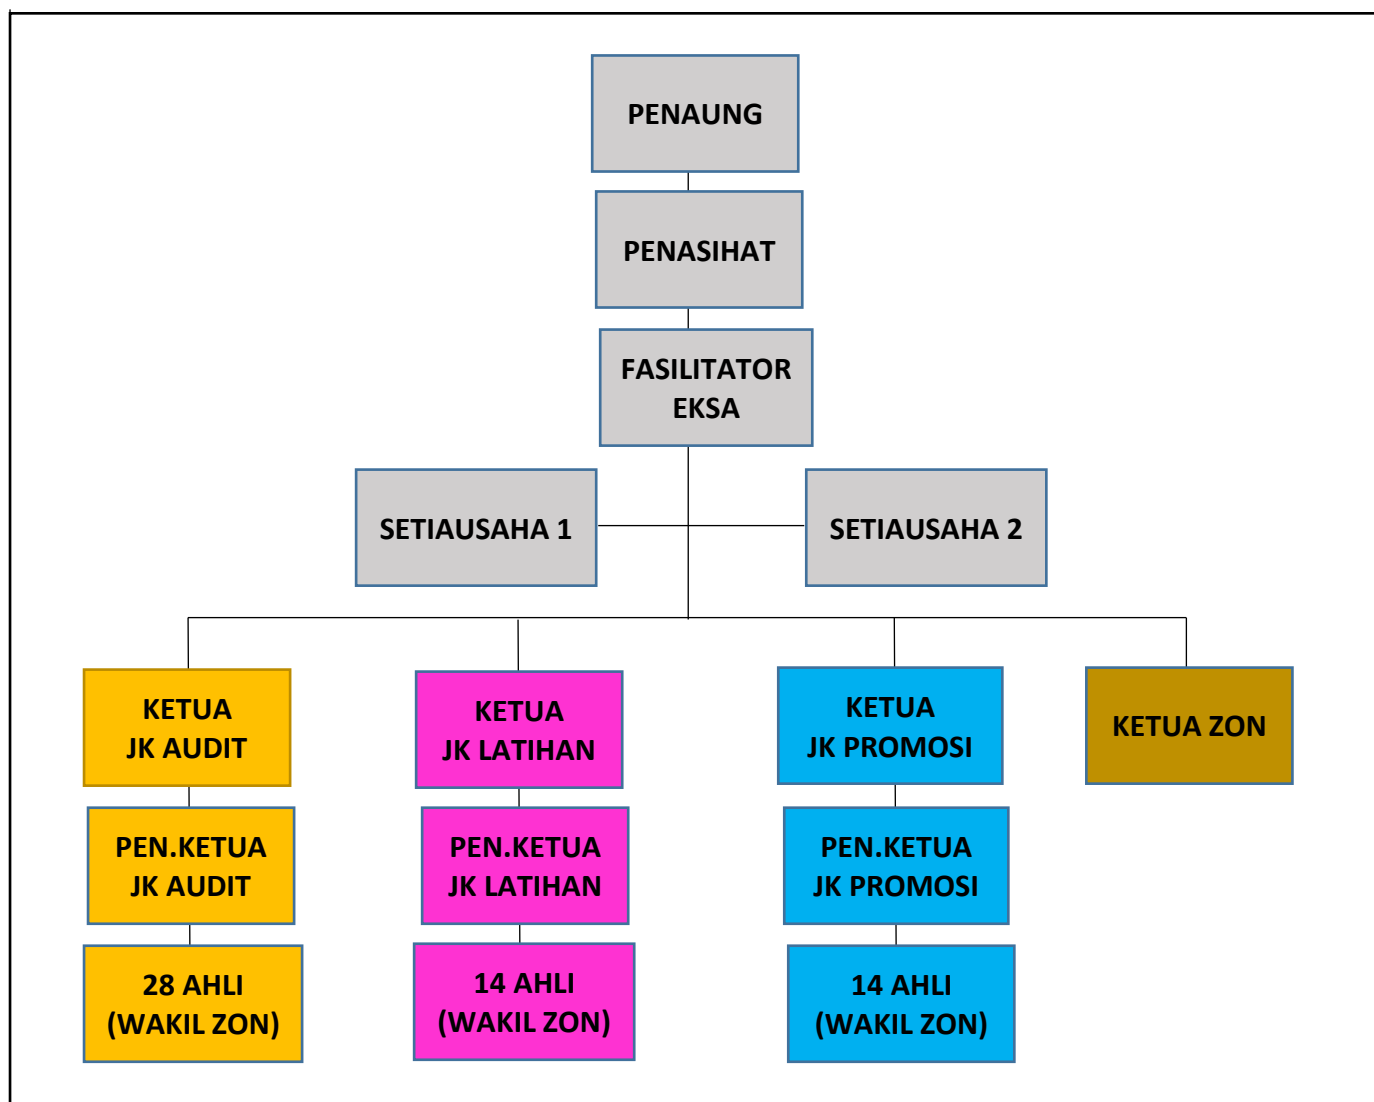 PENAUNG
PENASIHAT
FASILITATOR
EKSA
SETIAUSAHA 1
SETIAUSAHA 2
KETUA
JK AUDIT
KETUA
JK LATIHAN
KETUA
JK PROMOSI
KETUA ZON
PEN.KETUA
JK AUDIT
PEN.KETUA
JK LATIHAN
PEN.KETUA
JK PROMOSI
28 AHLI
(WAKIL ZON)
14 AHLI
(WAKIL ZON)
14 AHLI
(WAKIL ZON)